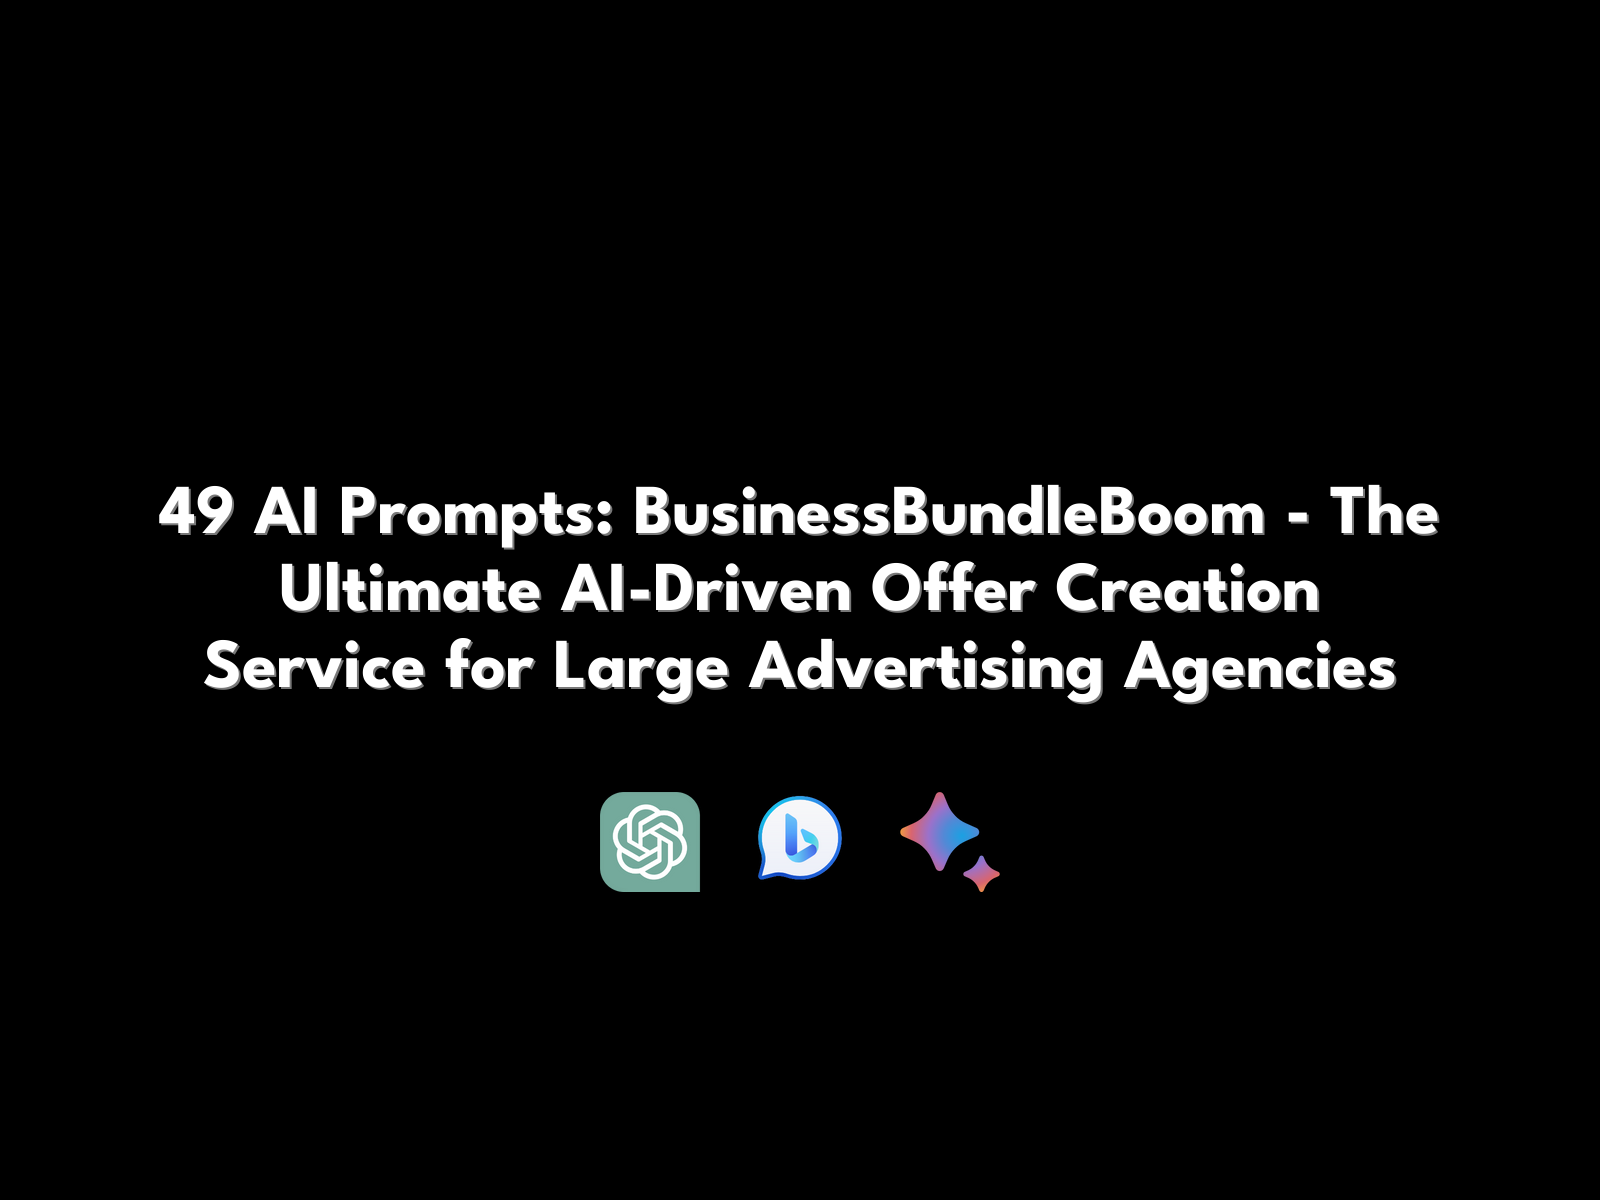 49 AI Prompts: BusinessBundleBoom - The
Ultimate AI-Driven Offer Creation
Service for Large Advertising Agencies